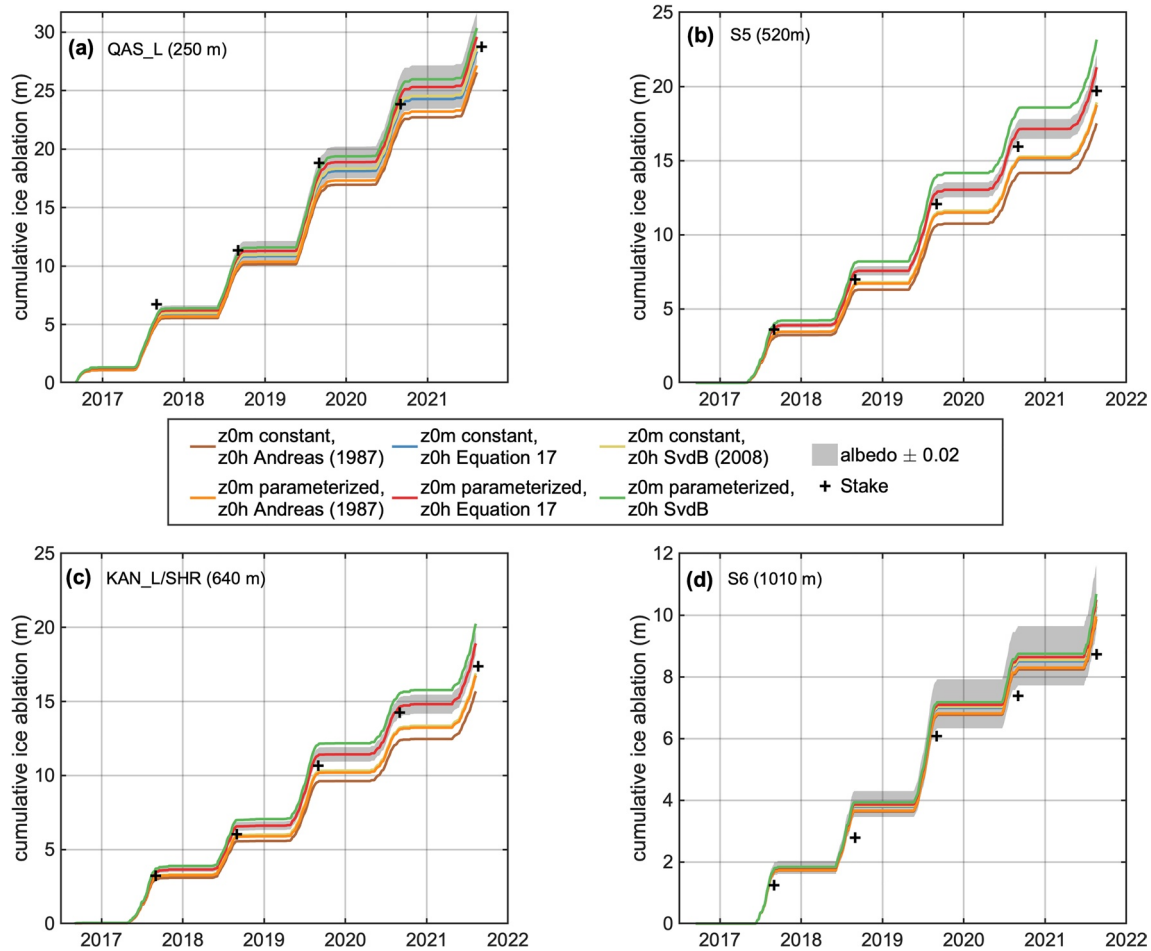 (a) QAS_L (250 m)
cumulative ice ablation (m)
30
25
20
15
10
5
0
2017 2018 2019 2020 2021
(b) S5 (520m)
cumulative ice ablation (m)
25
20
15
10
5
0
2017 2018 2019 2020 2021 2022
z0m constant,
z0h Andreas (1987)
z0m constant,
z0h Equation 17
z0m constant,
z0h SvdB (2008)
albedo ± 0.02
z0m parameterized,
z0h Andreas (1987)
z0m parameterized,
z0h Equation 17
z0m parameterized,
z0h SvdB
+ Stake
(c) KAN_L/SHR (640 m)
cumulative ice ablation (m)
25
20
15
10
5
0
2017 2018 2019 2020 2021 2022
(d) S6 (1010 m)
cumulative ice ablation (m)
12
10
8
6
4
2
0
2017 2018 2019 2020 2021 2022